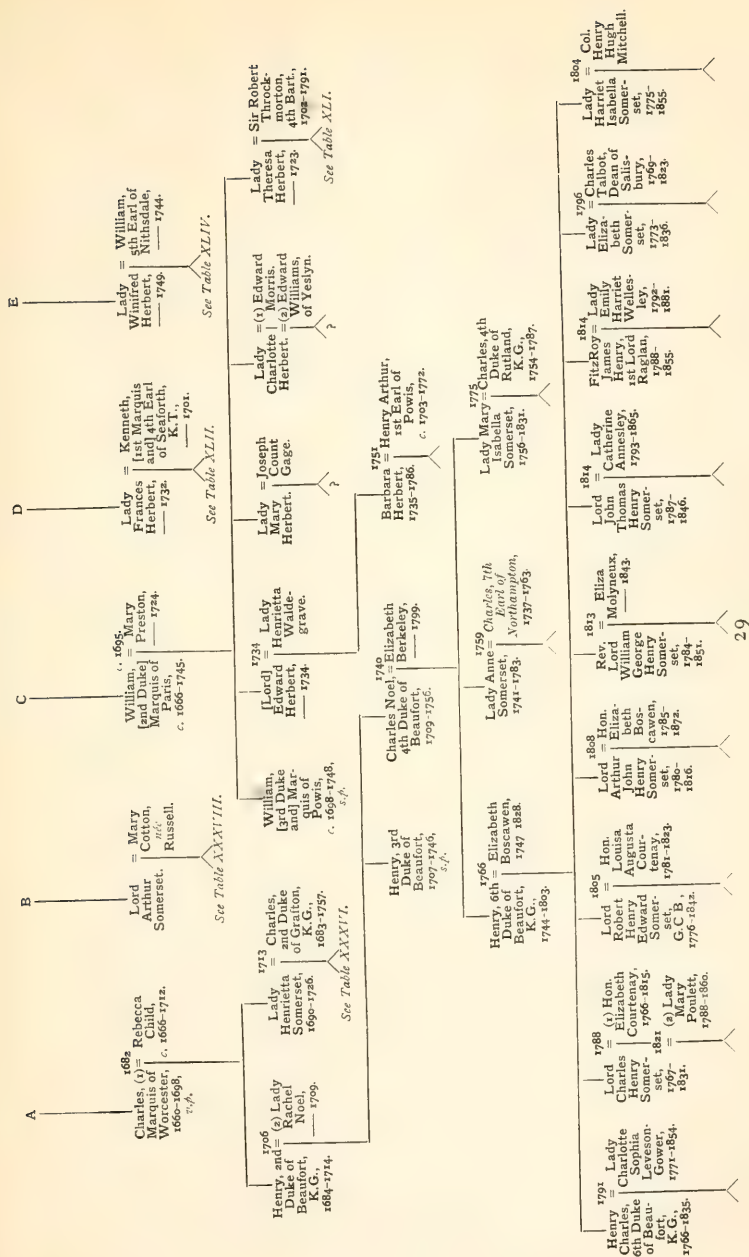 A
B
C
D
E
1682
Charles, (1) = Rebecca
Marquis of
Worcester,
1660–1698,
v.p.
Child,
c. 1666–1712.
Lord
Arthur
Somerset.
= Mary
Cotton,
née
Russell.
See Table XXXVIII.
c. 1695.
William,
[2nd Duke]
Marquis of
Paris,
c. 1666-1745.
= Mary
Preston,
—— 1724.
Lady
Frances
Herbert,
—— 1732.
= Kenneth,
[1st Marquis
and] 4th Earl
of Seaforth,
K.T.,
—— 1701.
See Table XLII.
Lady
Winifred
Herbert,
—— 1749.
= William,
5th Earl of
Nithsdale,
—— 1744.
See Table XLIV.
1706
Henry, 2nd = (2) Lady
Duke of
Beaufort,
K.G.,
1684-1714.
Rachel
Noel,
—— 1709.
1713
Lady
Henrietta
Somerset,
1690-1726.
= Charles,
2nd Duke
of Grafton,
K.G.,
1683-1757.
See Table XXXVI.
William,
[3rd Duke
and] Mar-
quis of
Powis,
c. 1698-1748,
s.p.
1734
[Lord]
Edward
Herbert,
—— 1734.
= Lady
Henrietta
Walde-
grave.
Lady
Mary
Herbert.
= Joseph
Count
Gage.
?
Lady
Charlotte
Herbert,
= (1) Edward
Morris.
= (2) Edward
Williams,
of Yeslyn.
?
Lady
Theresa
Herbert,
—— 1723.
= Sir Robert
Throck-
morton,
4th Bart.,
1702-1791.
See Table XLI.
1751
Barbara
Herbert,
1735-1786.
= Henry Arthur,
1st Earl of
Powis,
c. 1703-1772.
Henry, 3rd
Duke of
Beaufort,
1707-1746,
s.p.
1740
Charles Noel,
4th Duke of
Beaufort,
1709-1756.
= Elizabeth
Berkeley,
—— 1799.
1766
Henry, 6th
Duke of
Beaufort,
K.G.,
1744-1803.
= Elizabeth
Boscawen,
1747 1828.
1759
Lady Anne
Somerset,
1741-1783.
= Charles, 7th
Earl of
Northampton,
1737-1763.
1775
Lady Mary
Isabella
Somerset,
1756-1831.
= Charles, 4th
Duke of
Rutland,
K.G.,
1754-1787.
1791
Henry
Charles,
6th Duke
of Beau-
fort,
K.G.,
1766-1835.
= Lady
Charlotte
Sophia
Leveson-
Gower,
1771-1854.
1788
Lord
Charles
Henry
Somer-
set,
1767-
1831.
= (1) Hon.
Elizabeth
Courtenay,
1766-1815.
1821
= (2) Lady
Mary
Poulett,
1788-1860.
1805
Lord
Robert
Henry
Edward
Somer-
set,
G.C B,
1776-1842.
= Hon.
Louisa
Augusta
Cour-
tenay,
1781-1823.
1808
Lord
Arthur
John
Henry
Somer-
set,
1780-
1816.
= Hon.
Eliza-
beth
Bos-
cawen,
1785-
1872.
1813
Rev.
Lord
William
George
Henry
Somer-
set,
1784-
1851.
= Eliza
Molyneux,
—— 1843.
1814
Lord
John
Thomas
Henry
Somer-
set,
1787-
1846.
= Lady
Catherine
Annesley,
1793-1865.
1814
FitzRoy
James
Henry,
1st Lord
Raglan,
1788-
1855.
= Lady
Emily
Harriet
Welles-
ley,
1792-
1881.
1796
Lady
Eliza-
beth
Somer-
set,
1773-
1836.
= Charles
Talbot,
Dean of
Salis-
bury,
1769-
1823.
1804
Lady
Harriet
Isabella
Somer-
set,
1775-
1855.
= Col.
Henry
Hugh
Mitchell.
29